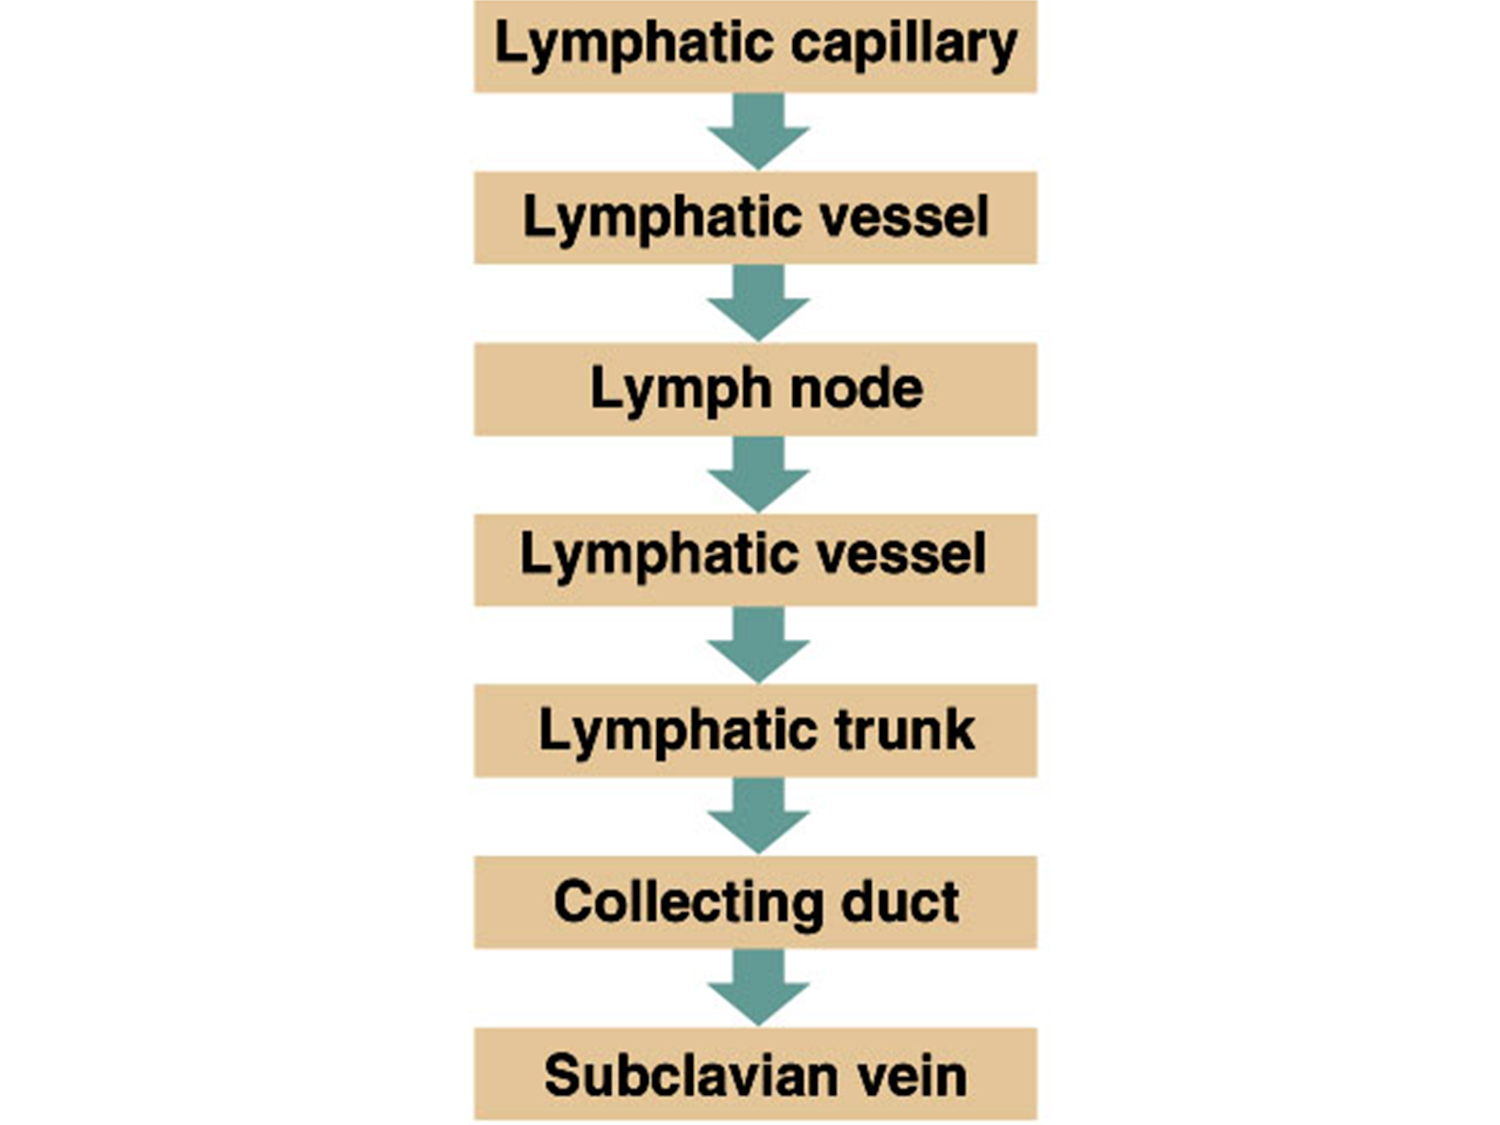 Lymphatic capillary
Lymphatic vessel
Lymph node
Lymphatic vessel
Lymphatic trunk
Collecting duct
Subclavian vein